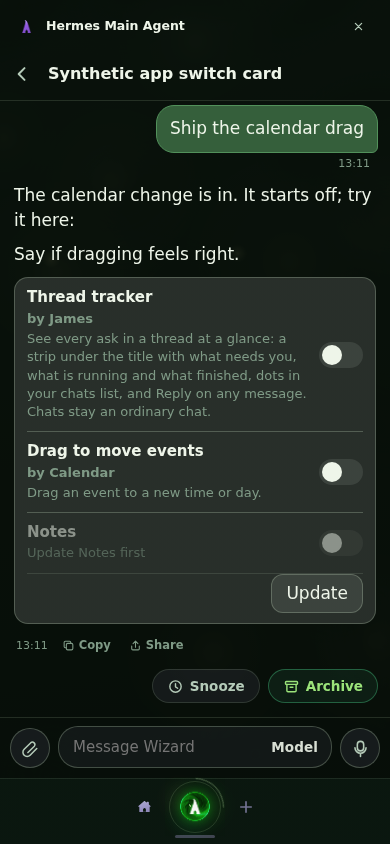 Hermes Main Agent
Synthetic app switch card
Ship the calendar drag
13:11
The calendar change is in. It starts off; try
it here:
Say if dragging feels right.
Thread tracker
by James
See every ask in a thread at a glance: a
strip under the title with what needs you,
what is running and what finished, dots in
your chats list, and Reply on any message.
Chats stay an ordinary chat.
Drag to move events
by Calendar
Drag an event to a new time or day.
Notes
Update Notes first
Update
13:11 Copy Share
Snooze Archive
Message Wizard Model